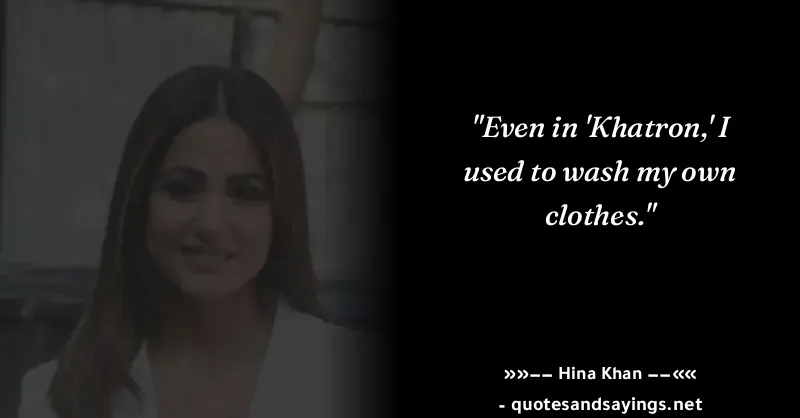 "Even in 'Khatron,' I
used to wash my own
clothes."
»»–– Hina Khan ––««
- quotesandsayings.net